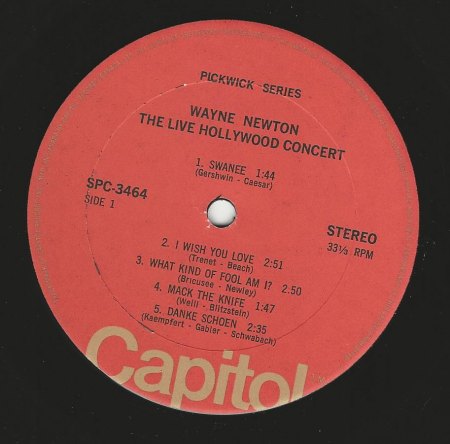 PICKWICK SERIES
WAYNE NEWTON
THE LIVE HOLLYWOOD CONCERT
1. SWANEE 1:44
(Gershwin - Caesar)
SPC-3464
SIDE 1
STEREO
33⅓ RPM
2. I WISH YOU LOVE 2:51
(Trenet - Beach)
3. WHAT KIND OF FOOL AM I? 2.50
(Bricusee - Newley)
4. MACK THE KNIFE 1:47
(Weill - Blitzstein)
5. DANKE SCHOEN 2:35
(Kaempfert - Gabler - Schwabach)
Capitol